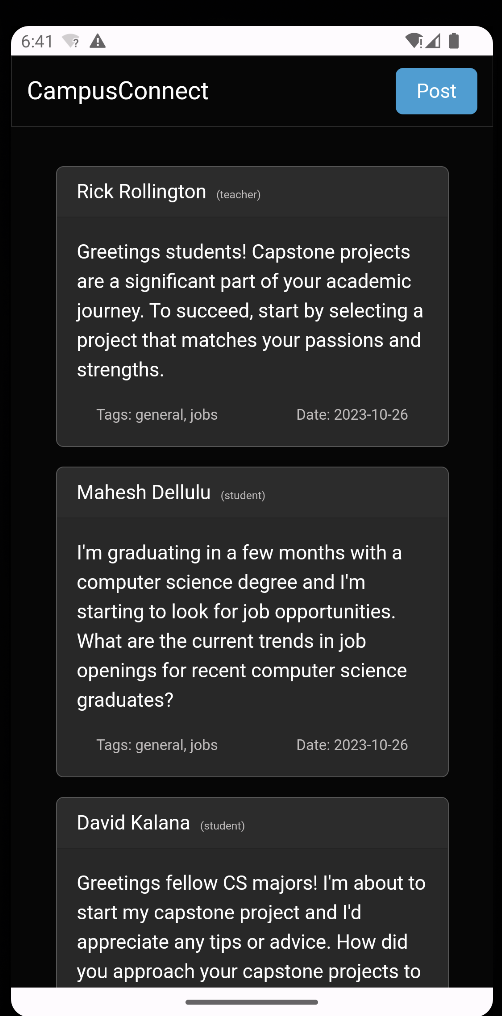 6:41
CampusConnect
Post
Rick Rollington (teacher)
Greetings students! Capstone projects
are a significant part of your academic
journey. To succeed, start by selecting a
project that matches your passions and
strengths.
Tags: general, jobs Date: 2023-10-26
Mahesh Dellulu (student)
I'm graduating in a few months with a
computer science degree and I'm
starting to look for job opportunities.
What are the current trends in job
openings for recent computer science
graduates?
Tags: general, jobs Date: 2023-10-26
David Kalana (student)
Greetings fellow CS majors! I'm about to
start my capstone project and I'd
appreciate any tips or advice. How did
you approach your capstone projects to